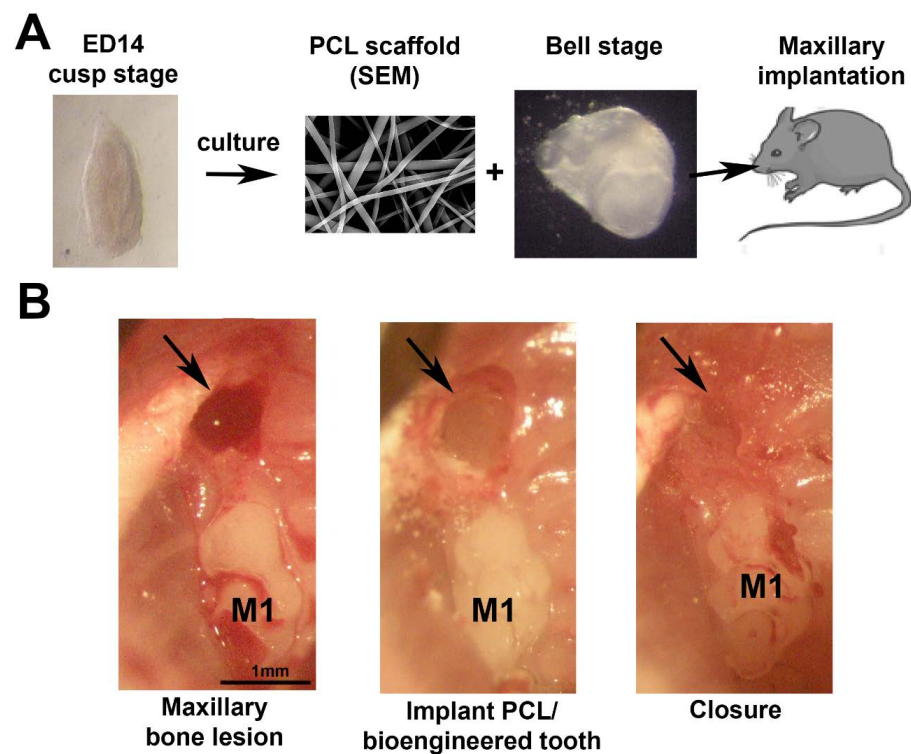 A
ED14
cusp stage
culture
PCL scaffold
(SEM)
+
Bell stage
Maxillary
implantation
B
M1
1mm
Maxillary
bone lesion
M1
Implant PCL/
bioengineered tooth
M1
Closure